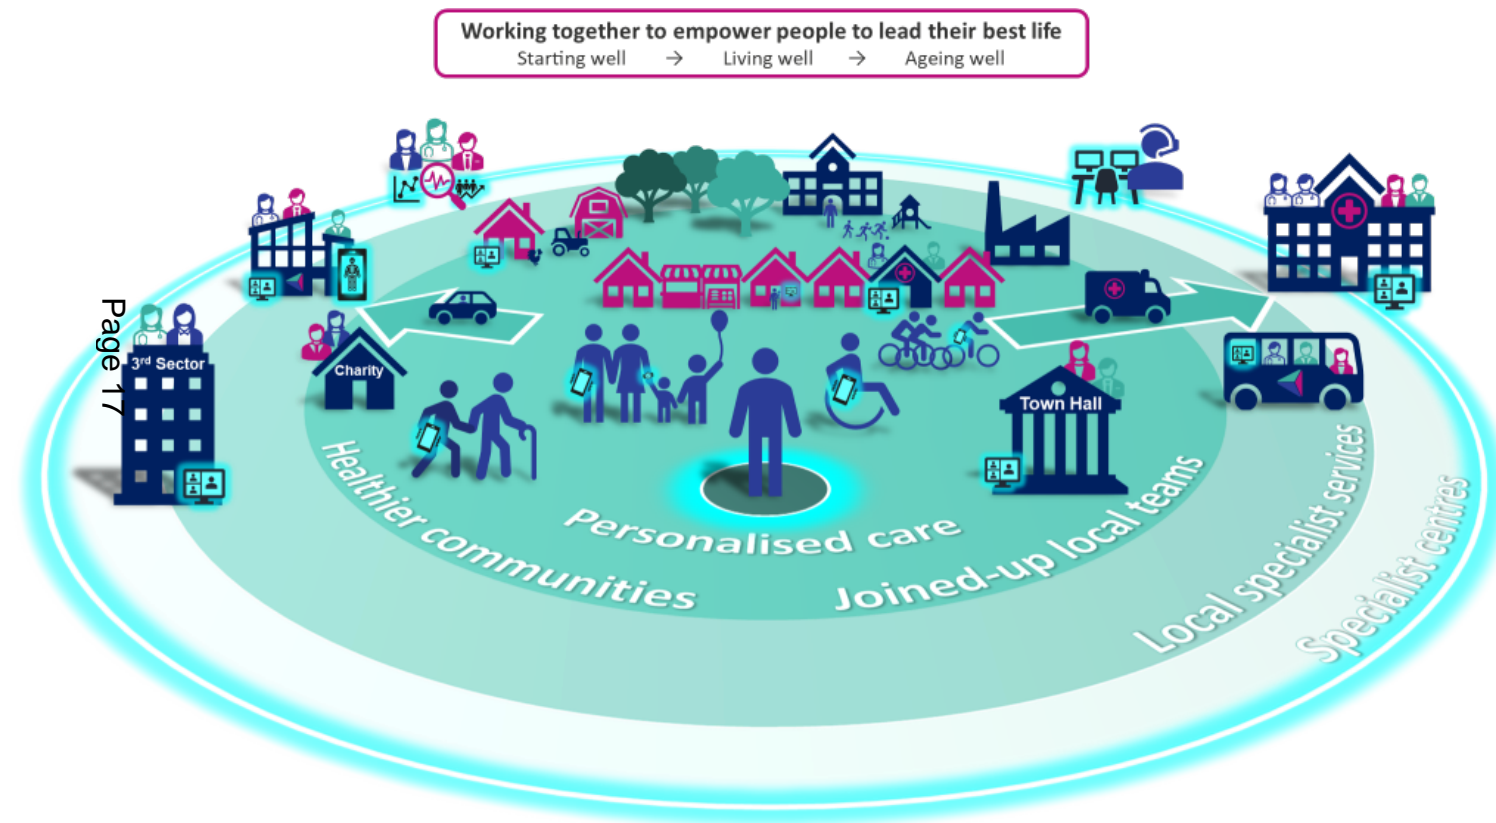 Working together to empower people to lead their best life
Starting well → Living well → Ageing well
Page 17
3rd Sector
Charity
Town Hall
Healthier communities
Personalised care
Joined-up local teams
Local specialist services
Specialist centres